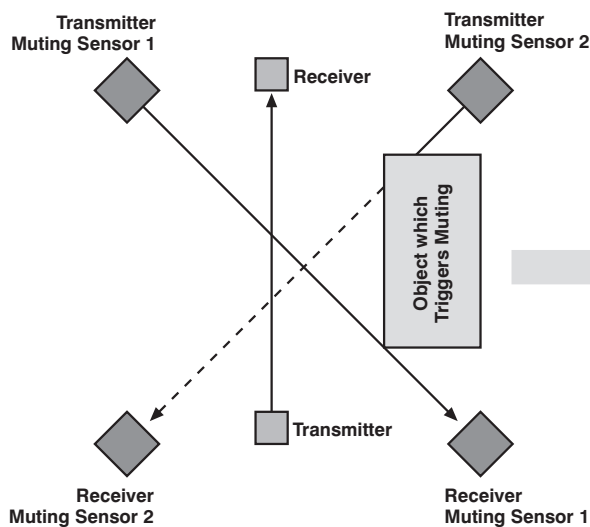 Transmitter
Muting Sensor 1
Transmitter
Muting Sensor 2
Receiver
Object which
Triggers Muting
Transmitter
Receiver
Muting Sensor 2
Receiver
Muting Sensor 1